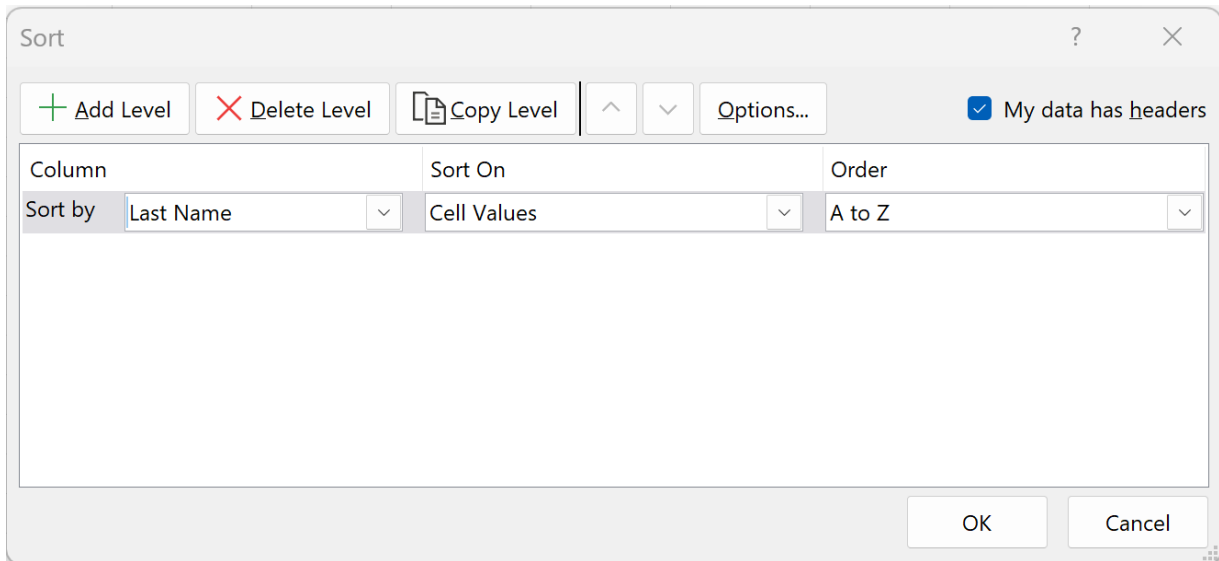 Sort ?
Add Level Delete Level Copy Level Options... My data has headers
Column Sort On Order
Sort by Last Name Cell Values A to Z
OK Cancel